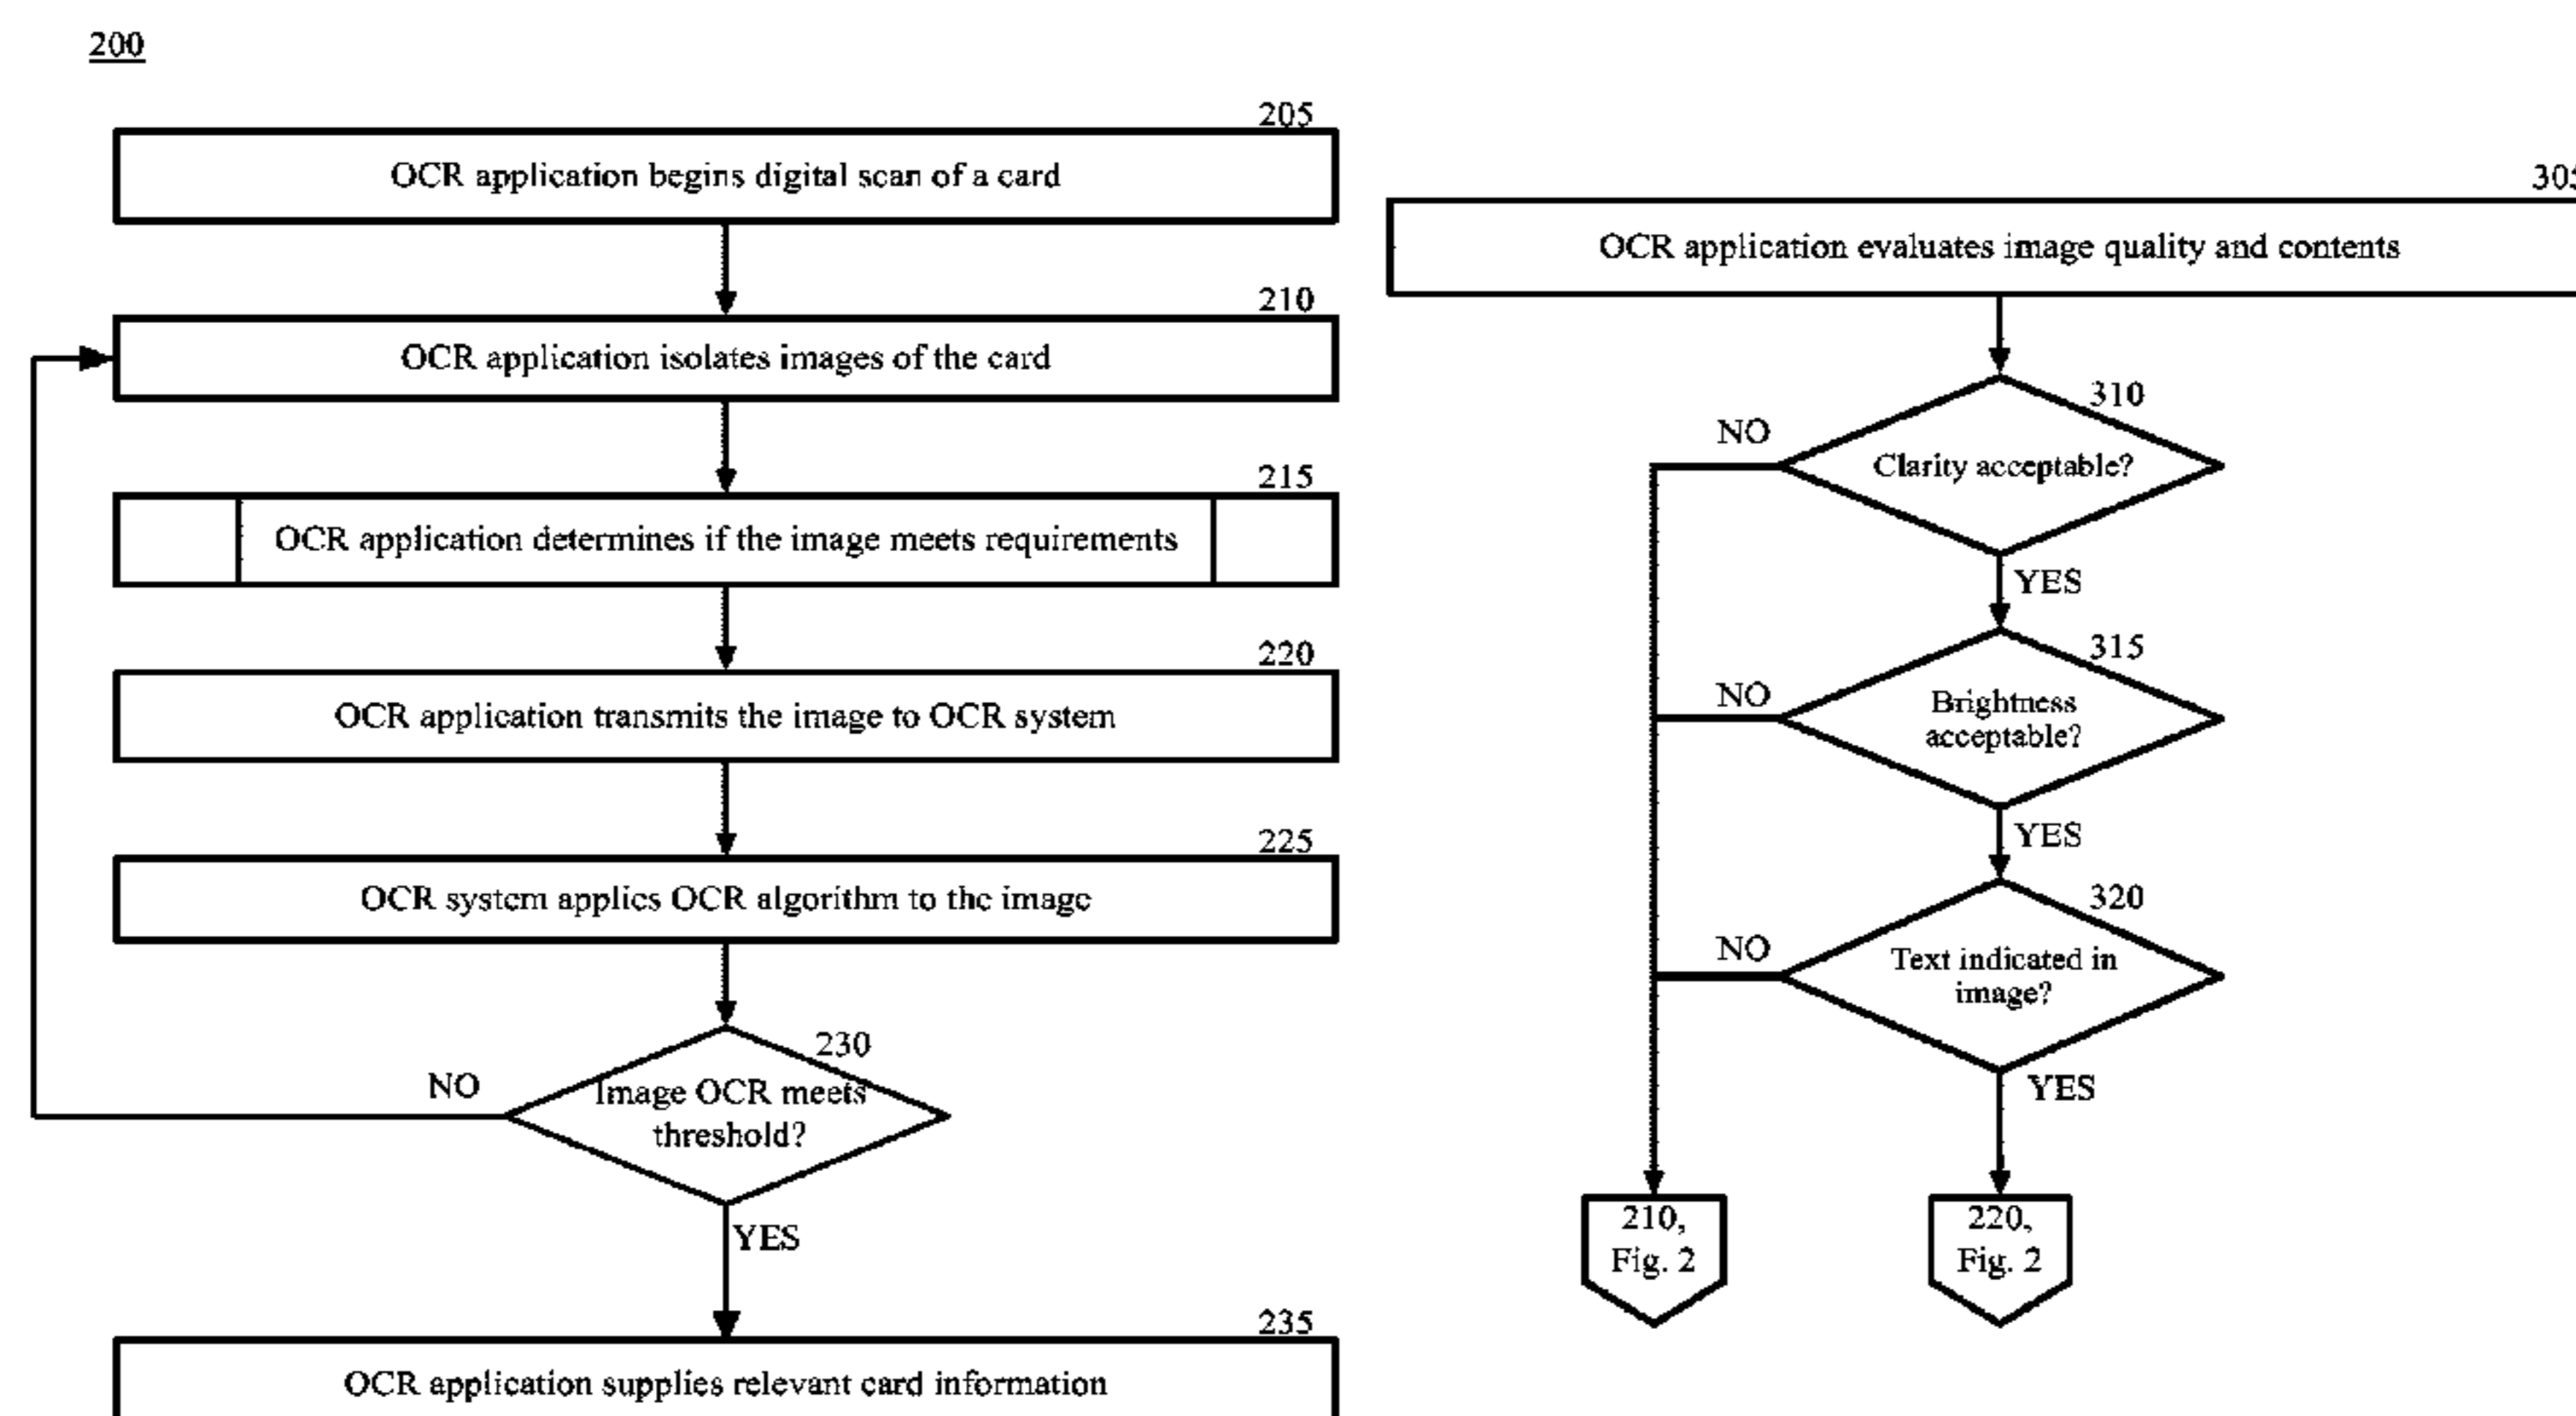 200
205
OCR application begins digital scan of a card
210
OCR application isolates images of the card
215
OCR application determines if the image meets requirements
220
OCR application transmits the image to OCR system
225
OCR system applies OCR algorithm to the image
230
Image OCR meets
threshold?
NO
YES
235
OCR application supplies relevant card information
305
OCR application evaluates image quality and contents
310
NO
Clarity acceptable?
YES
315
NO
Brightness
acceptable?
YES
320
NO
Text indicated in
image?
YES
210,
Fig. 2
220,
Fig. 2